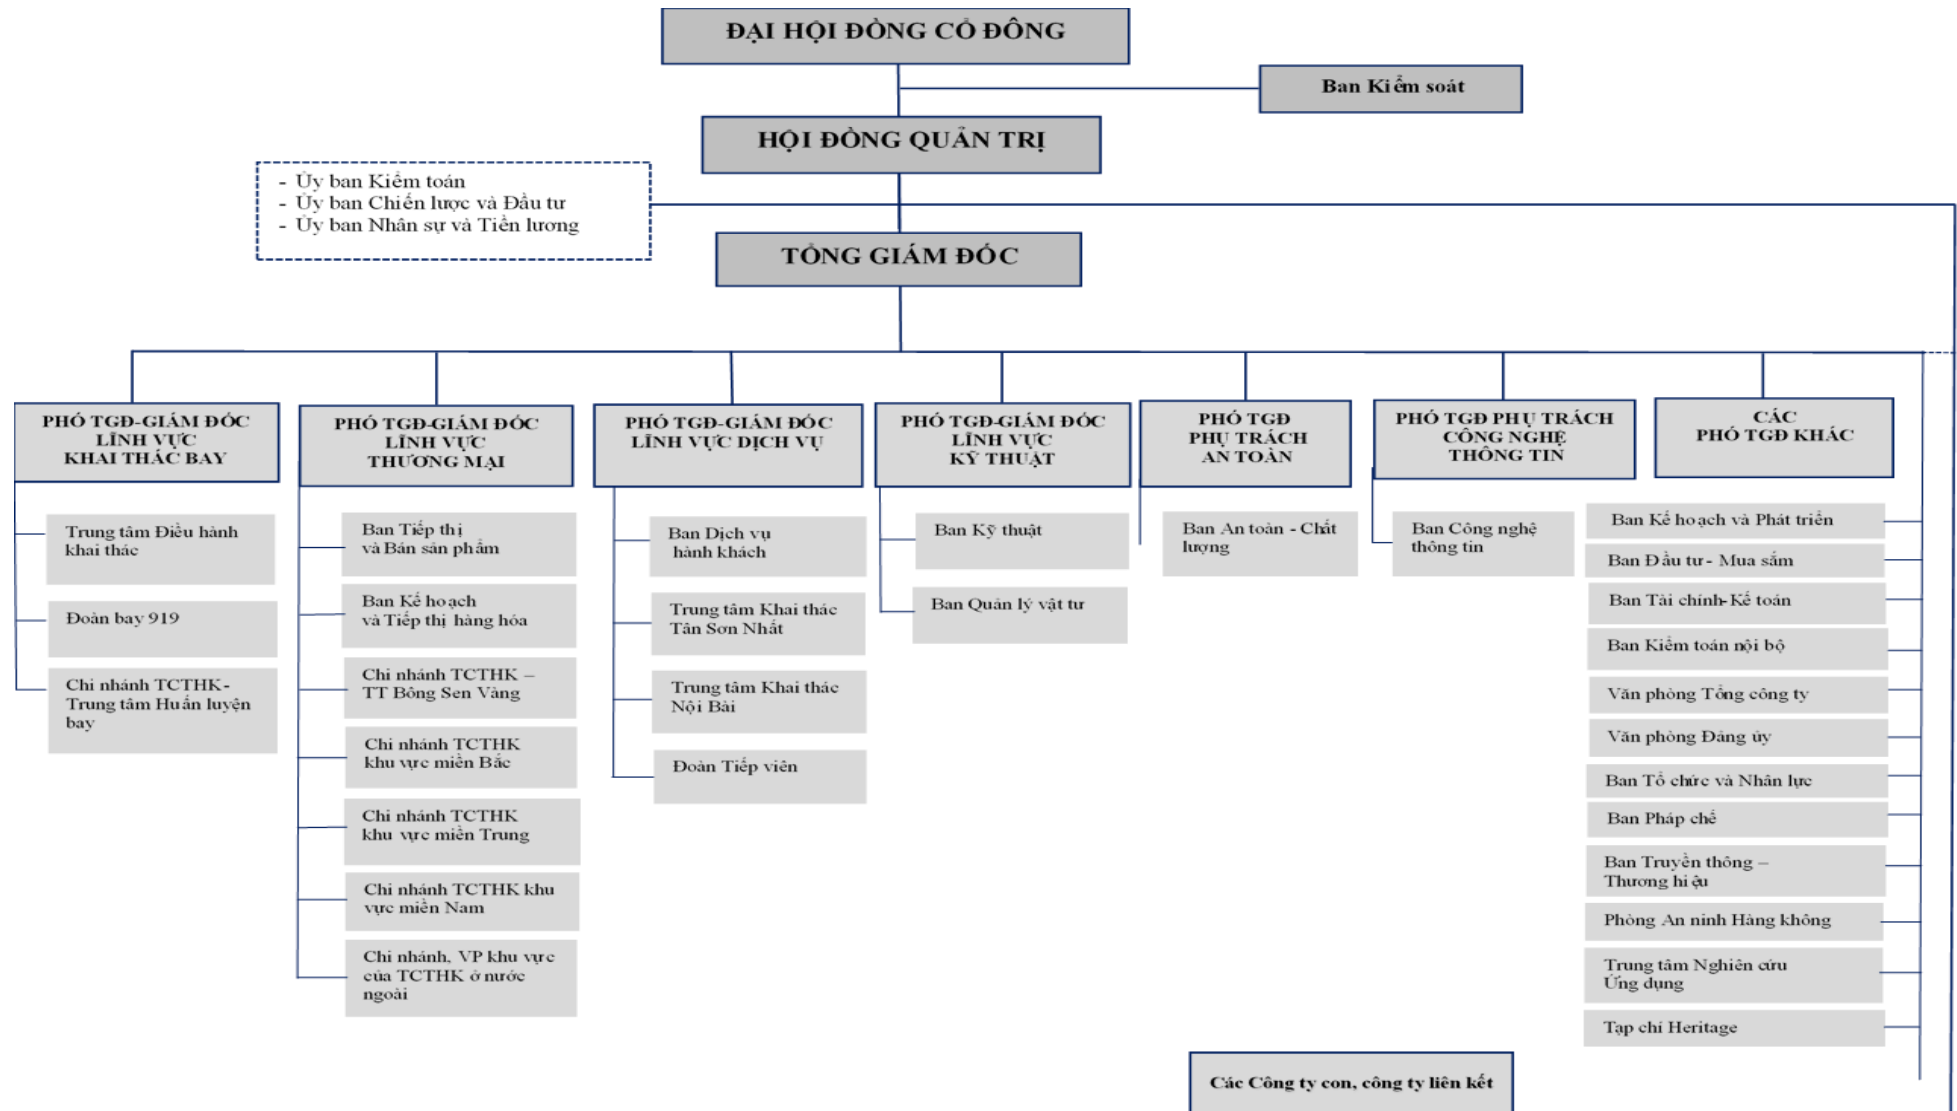 ĐẠI HỘI ĐỒNG CỔ ĐÔNG
Ban Kiểm soát
HỘI ĐỒNG QUẢN TRỊ
- Ủy ban Kiểm toán
- Ủy ban Chiến lược và Đầu tư
- Ủy ban Nhân sự và Tiền lương
TỔNG GIÁM ĐỐC
PHÓ TGĐ-GIÁM ĐỐC
LĨNH VỰC
KHAI THÁC BAY
Trung tâm Điều hành
khai thác
Đoàn bay 919
Chi nhánh TCTHK-
Trung tâm Huấn luyện
bay
PHÓ TGĐ-GIÁM ĐỐC
LĨNH VỰC
THƯƠNG MẠI
Ban Tiếp thị
và Bán sản phẩm
Ban Kế hoạch
và Tiếp thị hàng hóa
Chi nhánh TCTHK –
TT Bông Sen Vàng
Chi nhánh TCTHK
khu vực miền Bắc
Chi nhánh TCTHK
khu vực miền Trung
Chi nhánh TCTHK khu
vực miền Nam
Chi nhánh, VP khu vực
của TCTHK ở nước
ngoài
PHÓ TGĐ-GIÁM ĐỐC
LĨNH VỰC DỊCH VỤ
Ban Dịch vụ
hành khách
Trung tâm Khai thác
Tân Sơn Nhất
Trung tâm Khai thác
Nội Bài
Đoàn Tiếp viên
PHÓ TGĐ-GIÁM ĐỐC
LĨNH VỰC
KỸ THUẬT
Ban Kỹ thuật
Ban Quản lý vật tư
PHÓ TGĐ
PHỤ TRÁCH
AN TOÀN
Ban An toàn - Chất
lượng
PHÓ TGĐ PHỤ TRÁCH
CÔNG NGHỆ
THÔNG TIN
Ban Công nghệ
thông tin
CÁC
PHÓ TGĐ KHÁC
Ban Kế hoạch và Phát triển
Ban Đầu tư - Mua sắm
Ban Tài chính-Kế toán
Ban Kiểm toán nội bộ
Văn phòng Tổng công ty
Văn phòng Đảng ủy
Ban Tổ chức và Nhân lực
Ban Pháp chế
Ban Truyền thông –
Thương hiệu
Phòng An ninh Hàng không
Trung tâm Nghiên cứu
Ứng dụng
Tạp chí Heritage
Các Công ty con, công ty liên kết